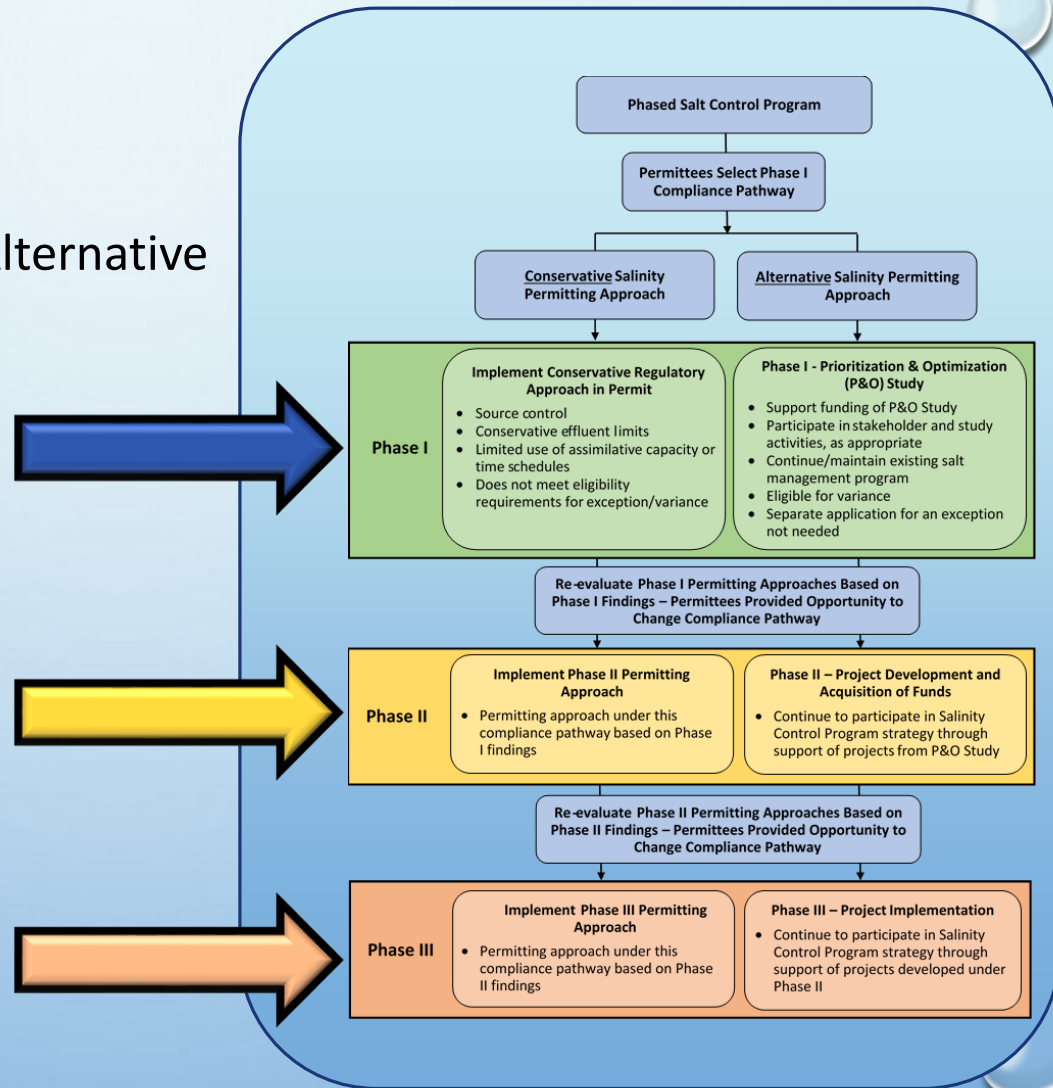 Phased Salt Control Program
Permittees Select Phase I
Compliance Pathway
lternative
Conservative Salinity
Permitting Approach
Alternative Salinity Permitting
Approach
Phase I
Implement Conservative Regulatory
Approach in Permit
• Source control
• Conservative effluent limits
• Limited use of assimilative capacity or
time schedules
• Does not meet eligibility
requirements for exception/variance
Phase I - Prioritization & Optimization
(P&O) Study
• Support funding of P&O Study
• Participate in stakeholder and study
activities, as appropriate
• Continue/maintain existing salt
management program
• Eligible for variance
• Separate application for an exception
not needed
Re-evaluate Phase I Permitting Approaches Based on
Phase I Findings – Permittees Provided Opportunity to
Change Compliance Pathway
Phase II
Implement Phase II Permitting
Approach
• Permitting approach under this
compliance pathway based on Phase
I findings
Phase II – Project Development and
Acquisition of Funds
• Continue to participate in Salinity
Control Program strategy through
support of projects from P&O Study
Re-evaluate Phase II Permitting Approaches Based on
Phase II Findings – Permittees Provided Opportunity to
Change Compliance Pathway
Phase III
Implement Phase III Permitting
Approach
• Permitting approach under this
compliance pathway based on Phase
II findings
Phase III – Project Implementation
• Continue to participate in Salinity
Control Program strategy through
support of projects developed under
Phase II